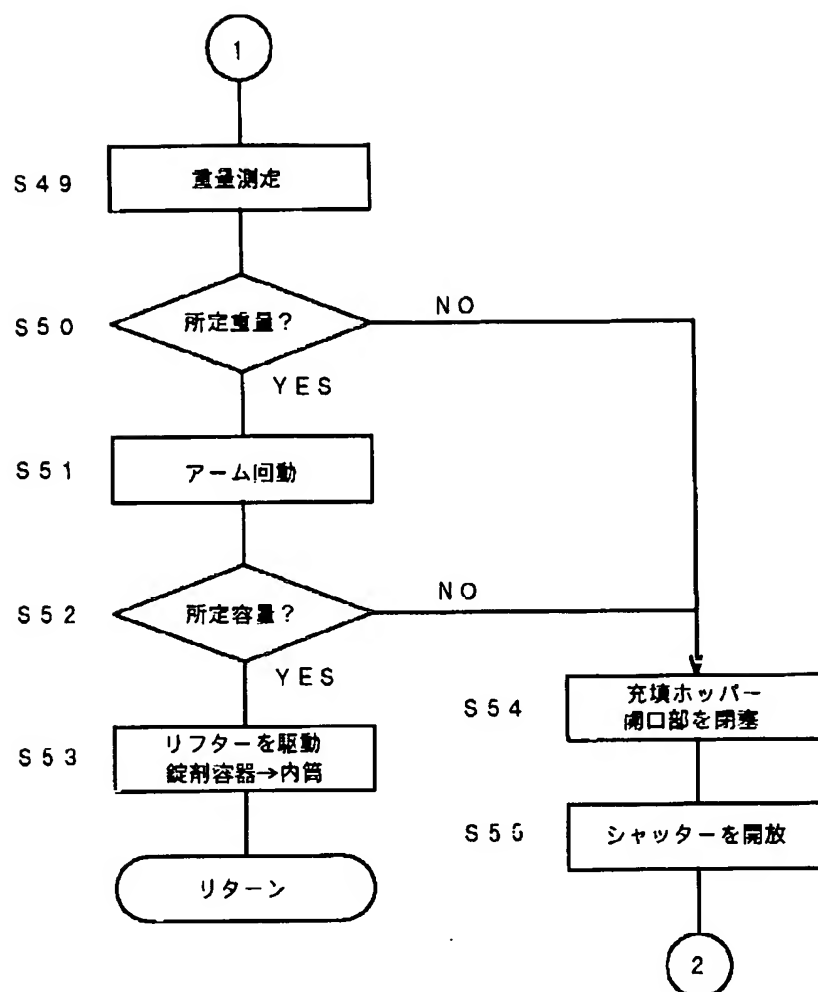 1
S49
重量測定
S50
所定重量?
NO
YES
S51
アーム回動
S52
所定容量?
NO
YES
S53
リフターを駆動
錠剤容器→内筒
リターン
S54
充填ホッパー
開口部を閉塞
S55
シャッターを開放
2